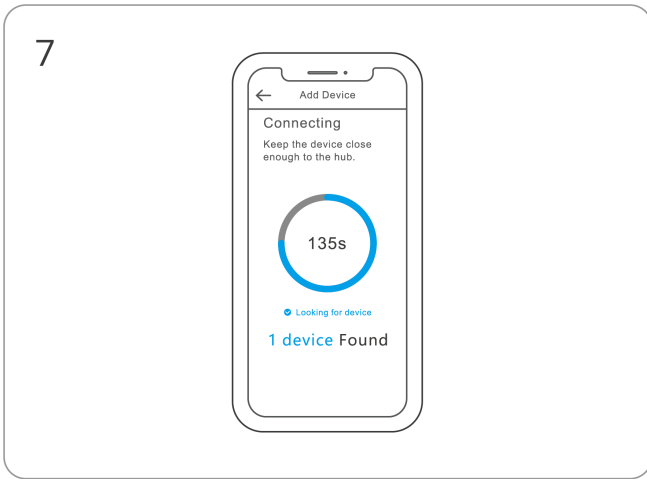 7
Add Device
Connecting
Keep the device close
enough to the hub.
135s
Looking for device
1 device Found